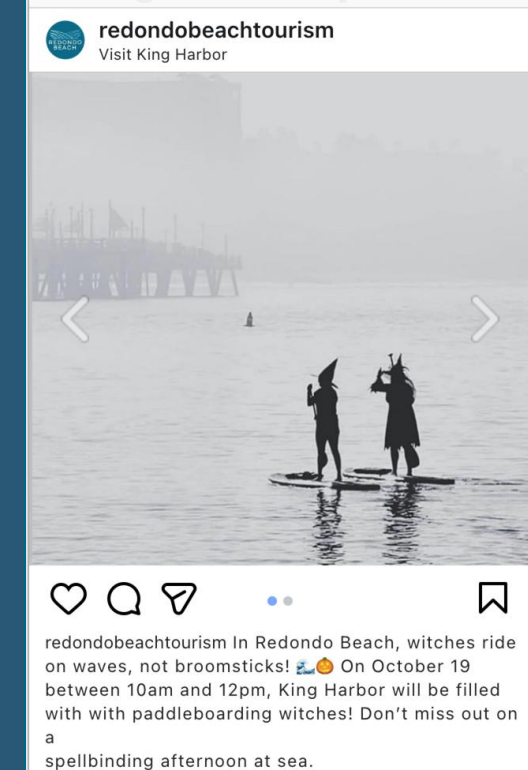 redondobeachtourism
REDONDO
BEACH
Visit King Harbor
redondobeachtourism In Redondo Beach, witches ride
on waves, not broomsticks! 🌊🎃 On October 19
between 10am and 12pm, King Harbor will be filled
with with paddleboarding witches! Don't miss out on
a
spellbinding afternoon at sea.